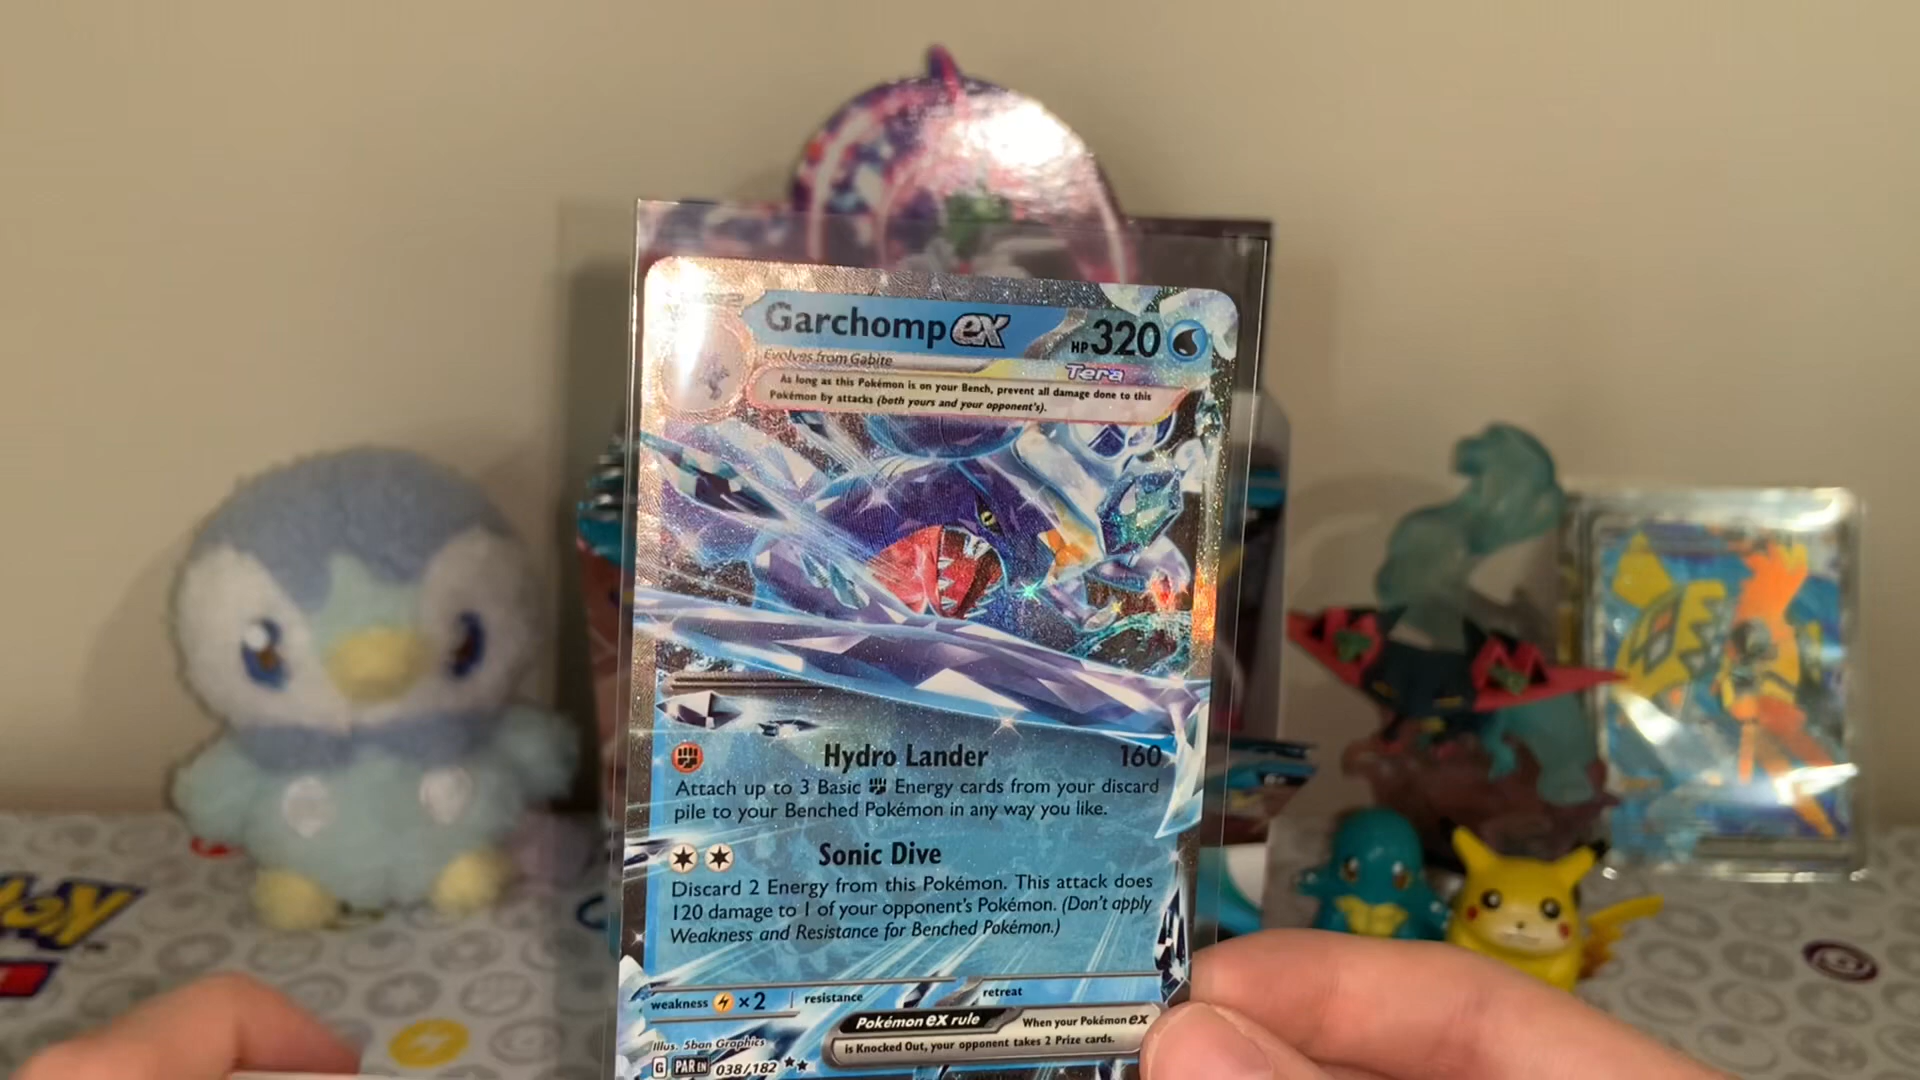 Garchomp ex HP 320
Evolves from Gabite
Tera
As long as this Pokémon is on your Bench, prevent all damage done to this
Pokémon by attacks (both yours and your opponent's).
Hydro Lander 160
Attach up to 3 Basic Energy cards from your discard
pile to your Benched Pokémon in any way you like.
Sonic Dive
Discard 2 Energy from this Pokémon. This attack does
120 damage to 1 of your opponent's Pokémon. (Don't apply
Weakness and Resistance for Benched Pokémon.)
weakness ×2 resistance retreat
Pokémon ex rule When your Pokémon ex
is Knocked Out, your opponent takes 2 Prize cards.
Illus. 5ban Graphics
G PAR EN 038/182 ★★